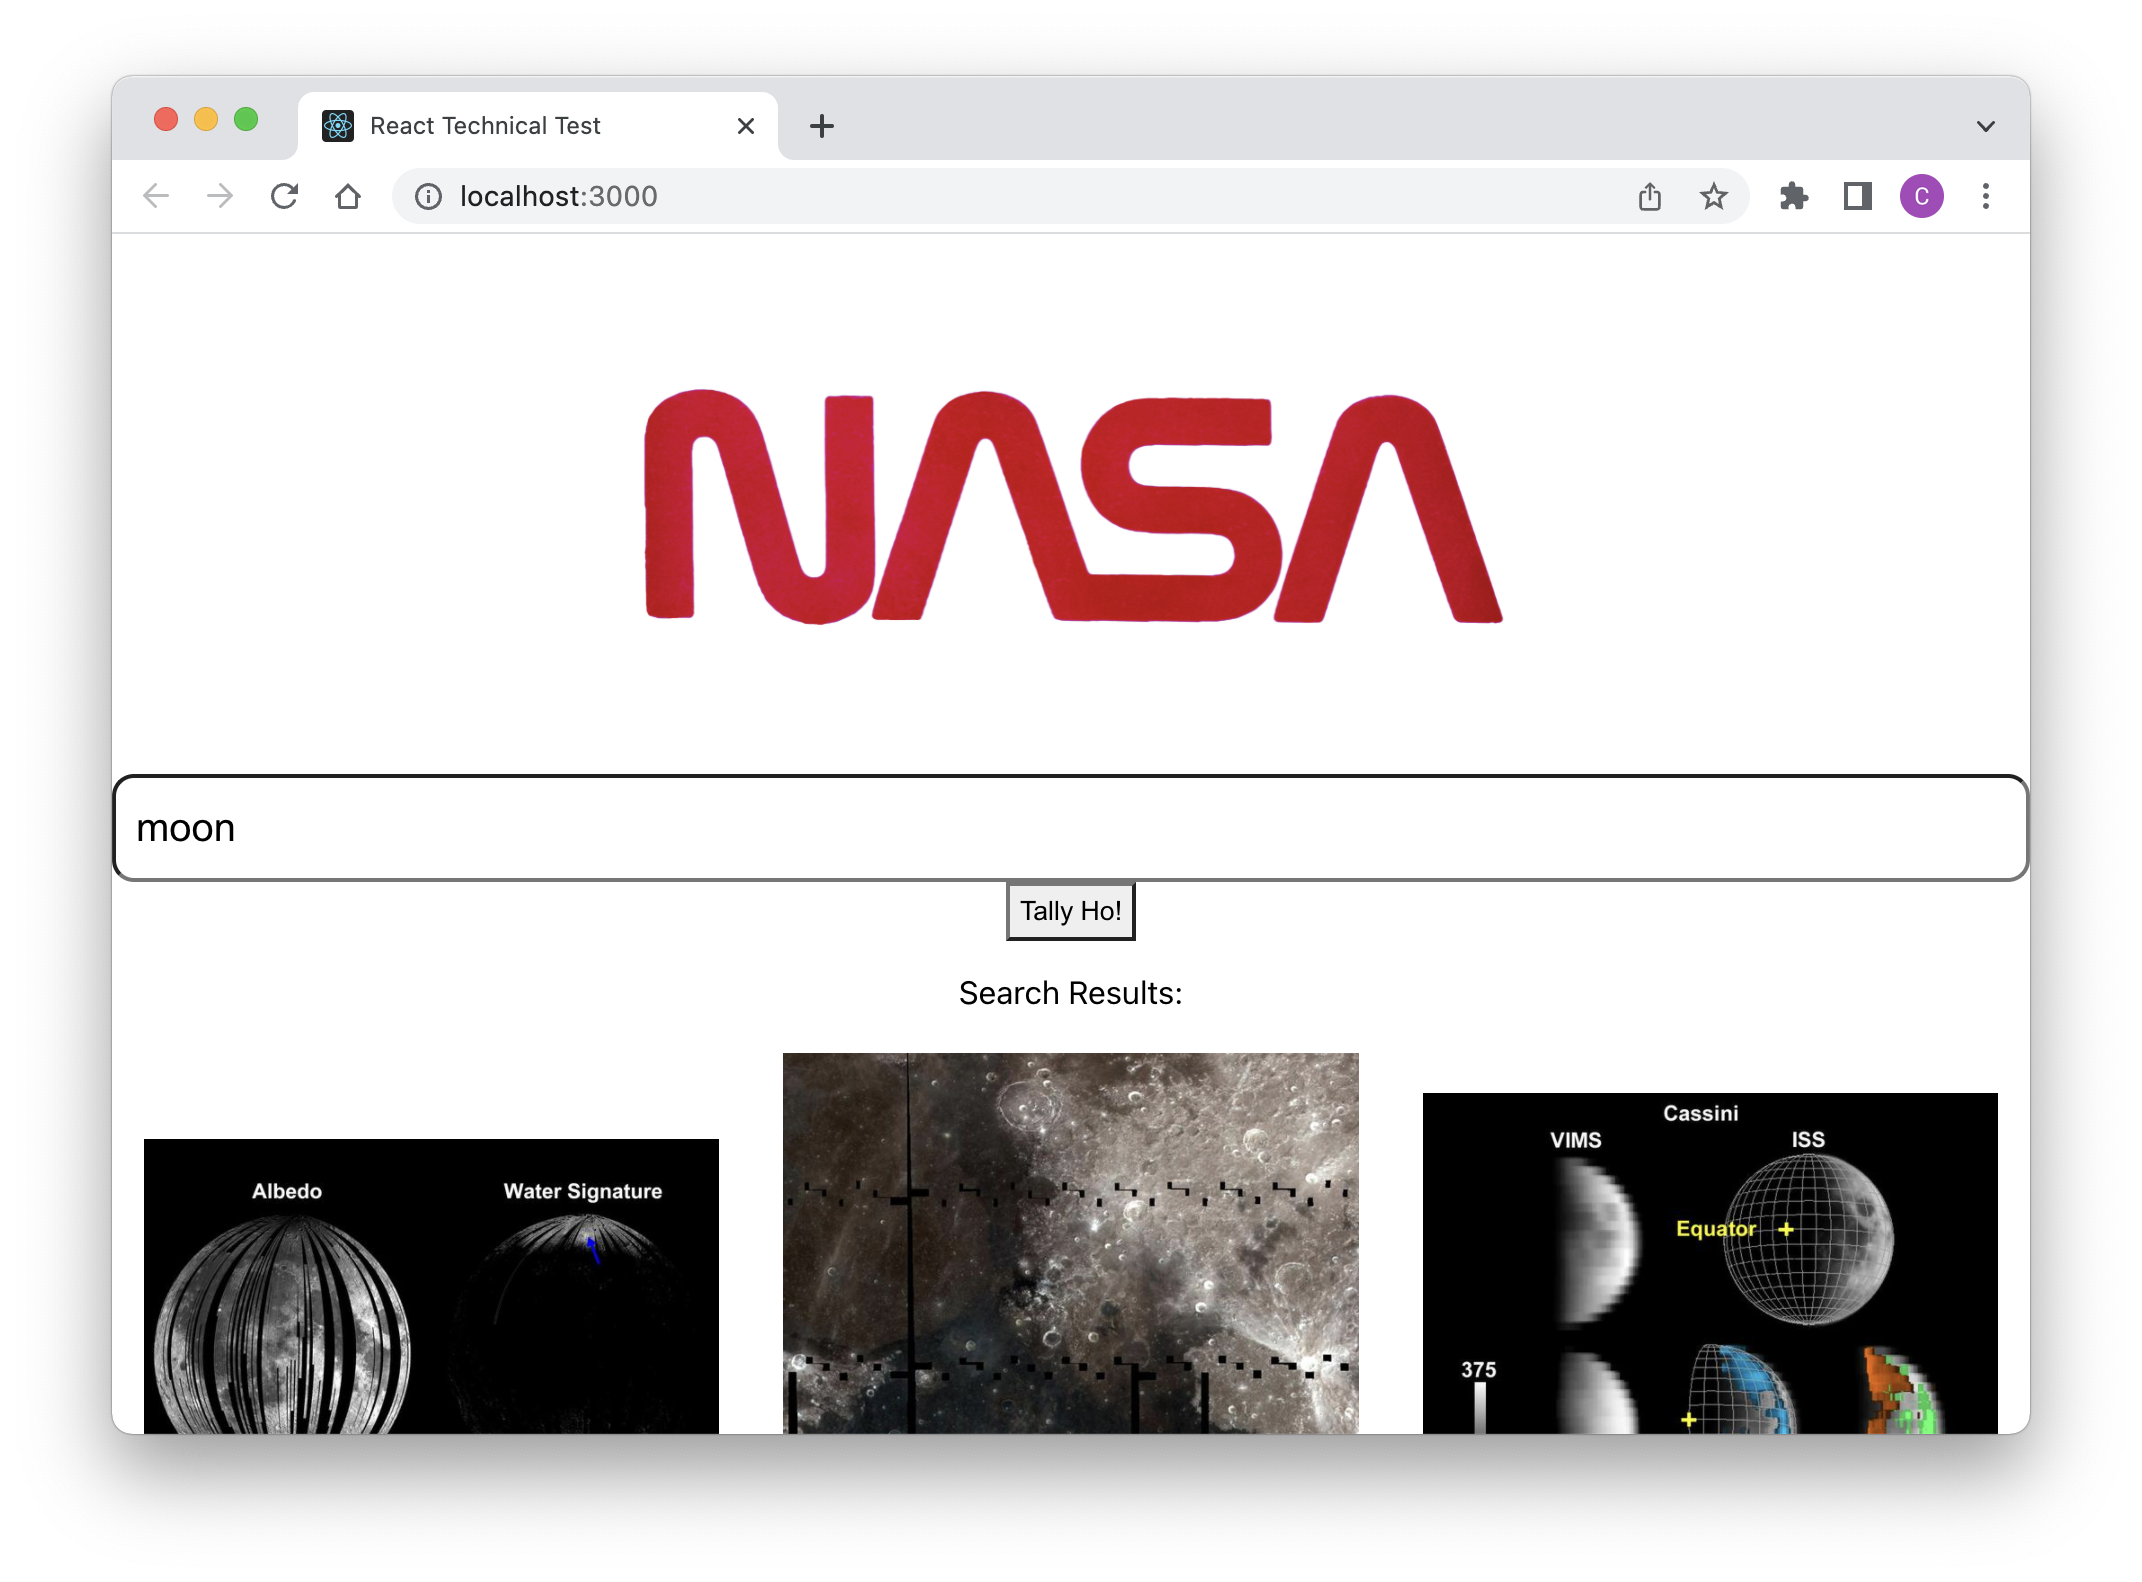 React Technical Test
localhost:3000
C
NASA
moon
Tally Ho!
Search Results:
Albedo
Water Signature
Cassini
VIMS
ISS
Equator
375